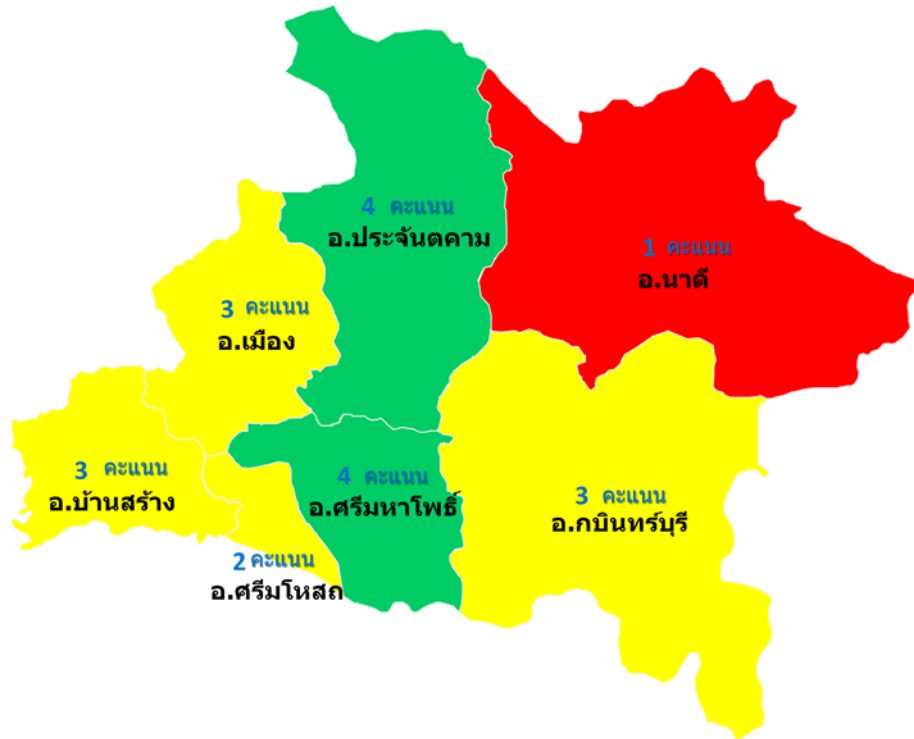 4 คะแนน
อ.ประจันตคาม
1 คะแนน
อ.นาดี
3 คะแนน
อ.เมือง
3 คะแนน
อ.บ้านสร้าง
4 คะแนน
อ.ศรีมหาโพธิ์
3 คะแนน
อ.กบินทร์บุรี
2 คะแนน
อ.ศรีมโหสถ